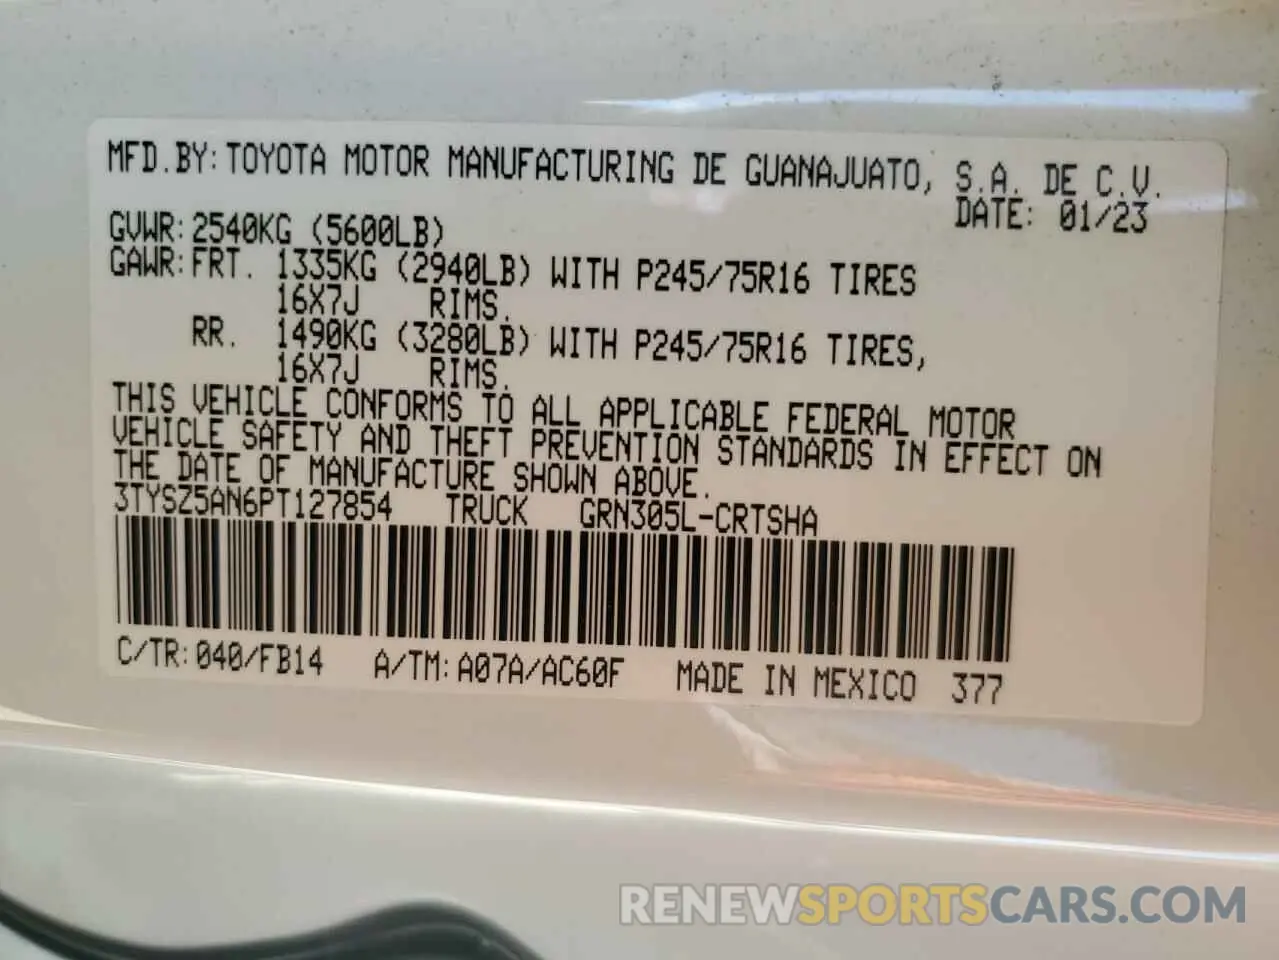 MFD.BY:TOYOTA MOTOR MANUFACTURING DE GUANAJUATO, S.A. DE C.V.
DATE: 01/23
GVWR:2540KG (5600LB)
GAWR:FRT. 1335KG (2940LB) WITH P245/75R16 TIRES
16X7J RIMS.
RR. 1490KG (3280LB) WITH P245/75R16 TIRES,
16X7J RIMS.
THIS VEHICLE CONFORMS TO ALL APPLICABLE FEDERAL MOTOR
VEHICLE SAFETY AND THEFT PREVENTION STANDARDS IN EFFECT ON
THE DATE OF MANUFACTURE SHOWN ABOVE.
3TYSZ5AN6PT127854 TRUCK GRN305L-CRTSHA
C/TR:040/FB14 A/TM:A07A/AC60F MADE IN MEXICO 377
RENEWSPORTSCARS.COM